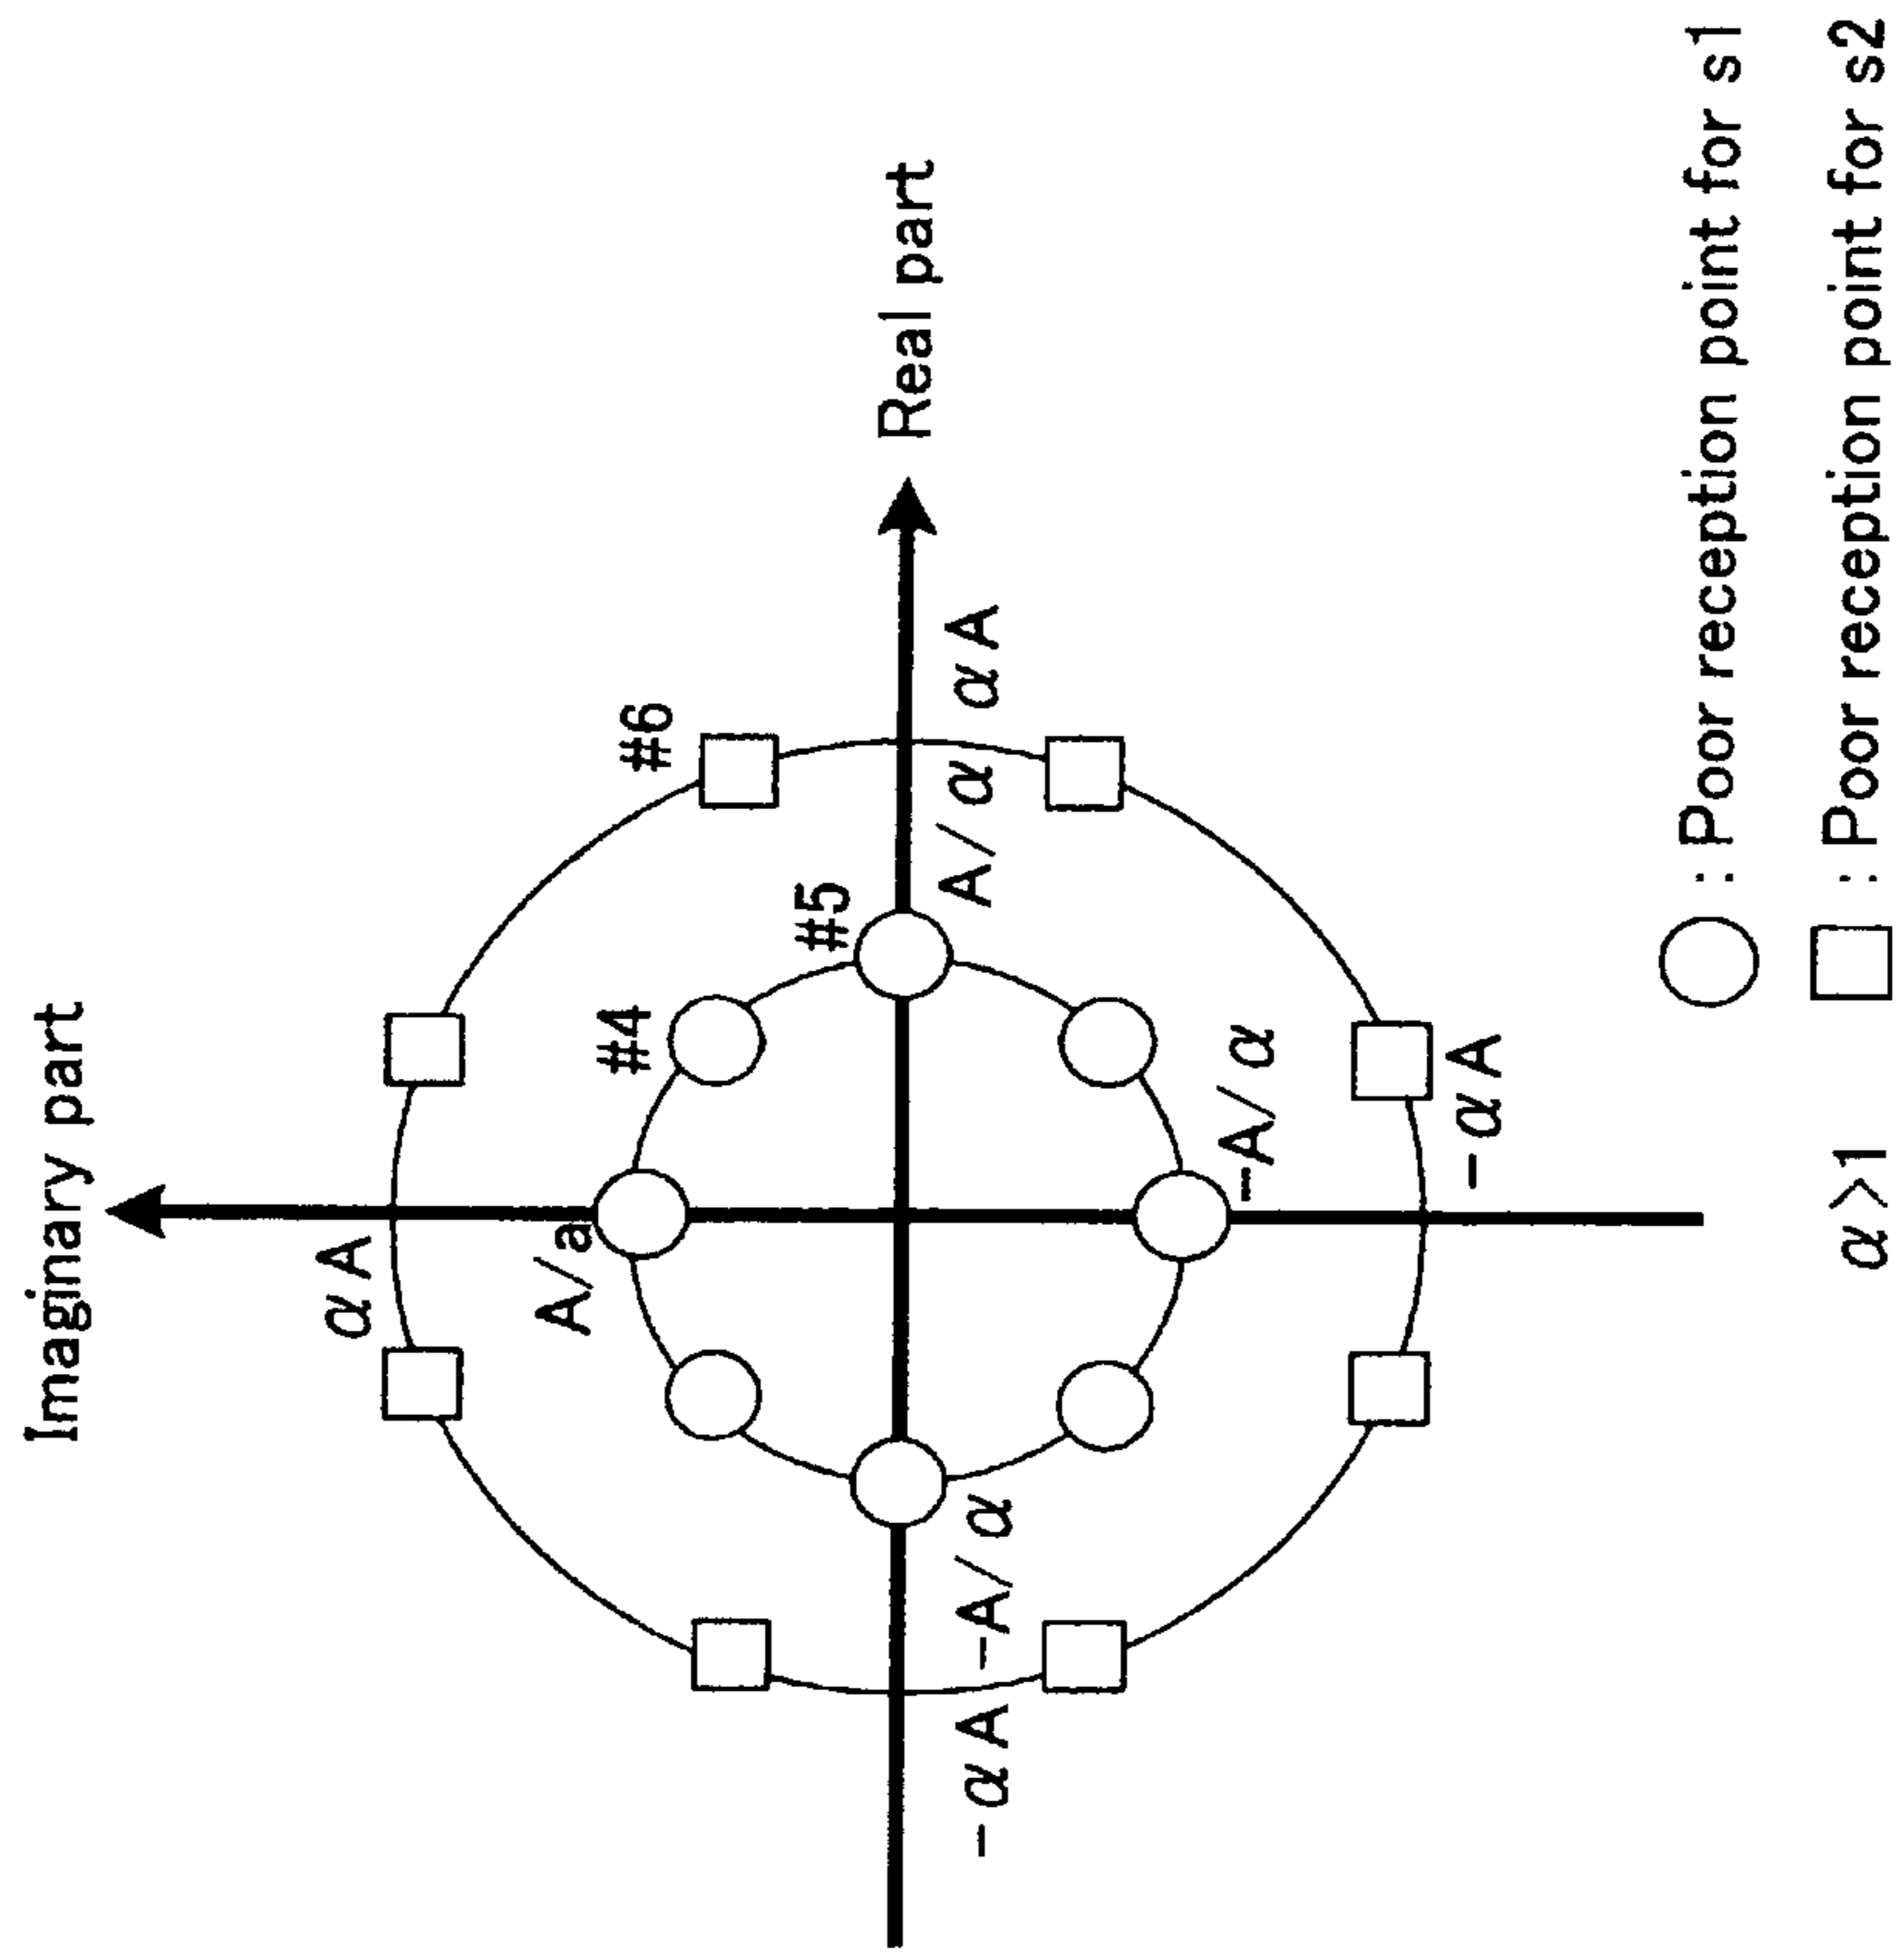 Imaginary part
αA
A/a
#4
#5
#6
Real part
-αA
-A/α
A/α
αA
-A/α
-αA
: Poor reception point for s1
α>1
: Poor reception point for s2